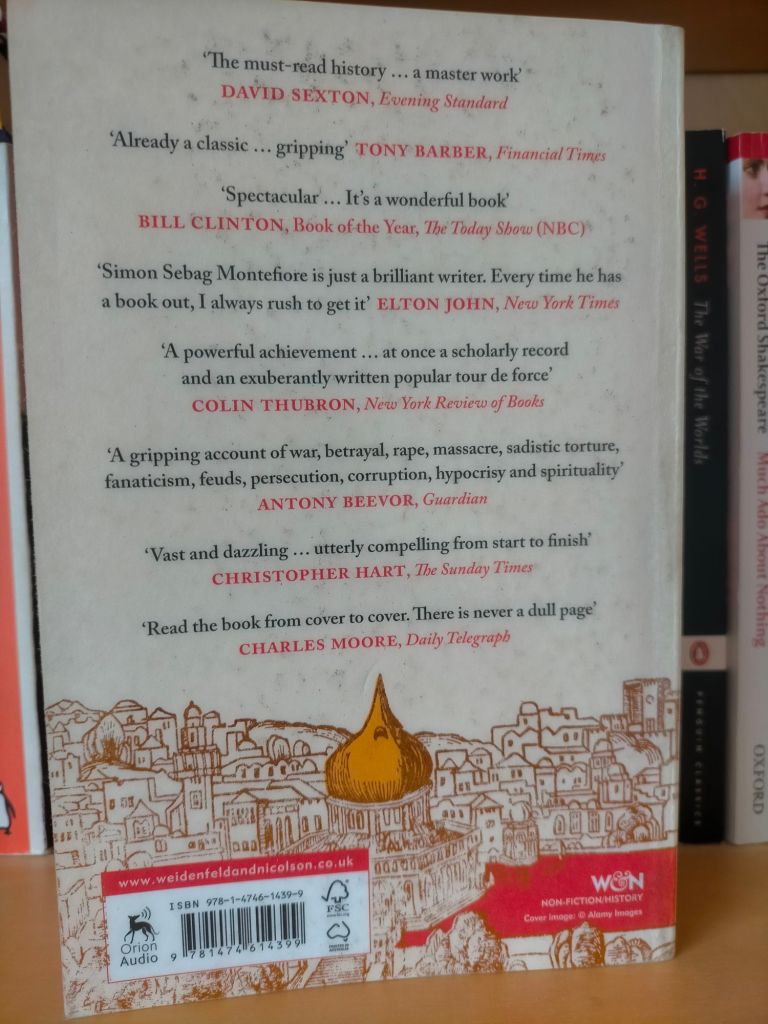 ‘The must-read history … a master work’
DAVID SEXTON, Evening Standard
‘Already a classic … gripping’ TONY BARBER, Financial Times
‘Spectacular … It’s a wonderful book’
BILL CLINTON, Book of the Year, The Today Show (NBC)
‘Simon Sebag Montefiore is just a brilliant writer. Every time he has
a book out, I always rush to get it’ ELTON JOHN, New York Times
‘A powerful achievement … at once a scholarly record
and an exuberantly written popular tour de force’
COLIN THUBRON, New York Review of Books
‘A gripping account of war, betrayal, rape, massacre, sadistic torture,
fanaticism, feuds, persecution, corruption, hypocrisy and spirituality’
ANTONY BEEVOR, Guardian
‘Vast and dazzling … utterly compelling from start to finish’
CHRISTOPHER HART, The Sunday Times
‘Read the book from cover to cover. There is never a dull page’
CHARLES MOORE, Daily Telegraph
www.weidenfeldandnicolson.co.uk
ISBN 978-1-4746-1439-9
9 781474 614399
Orion
Audio
FSC
W&N
NON-FICTION/HISTORY
Cover image: © Alamy Images
H. G. WELLS The War of the Worlds
PENGUIN CLASSICS
The Oxford Shakespeare Much Ado About Nothing
OXFORD